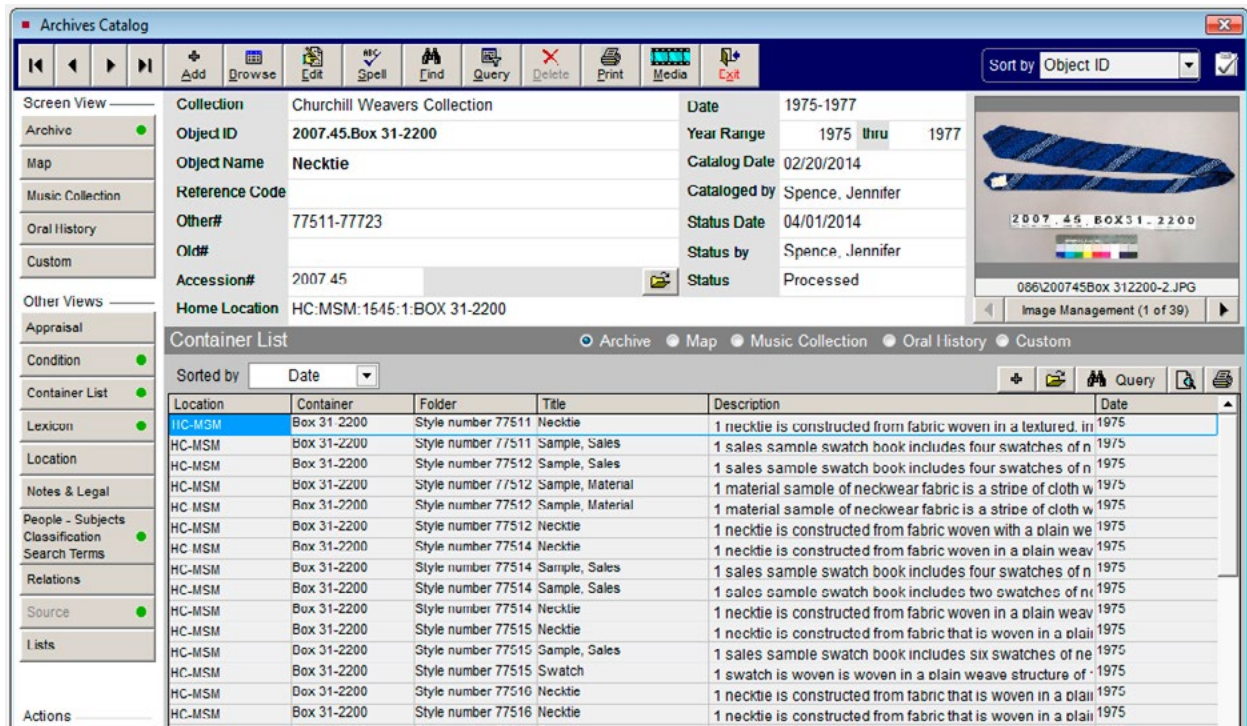 Archives Catalog
Add Browse Edit Spell Find Query Delete Print Media Exit
Sort by Object ID
Screen View
Archive
Map
Music Collection
Oral History
Custom
Other Views
Appraisal
Condition
Container List
Lexicon
Location
Notes & Legal
People - Subjects
Classification
Search Terms
Relations
Source
Lists
Actions
Collection Churchill Weavers Collection
Object ID 2007.45.Box 31-2200
Object Name Necktie
Reference Code
Other# 77511-77723
Old#
Accession# 2007.45
Home Location HC:MSM:1545:1:BOX 31-2200
Date 1975-1977
Year Range 1975 thru 1977
Catalog Date 02/20/2014
Cataloged by Spence, Jennifer
Status Date 04/01/2014
Status by Spence, Jennifer
Status Processed
2007.45.BOX31-2200
086\200745Box 312200-2.JPG
Image Management (1 of 39)
Container List Archive Map Music Collection Oral History Custom
Sorted by Date Query
Location Container Folder Title Description Date
HC-MSM Box 31-2200 Style number 77511 Necktie 1 necktie is constructed from fabric woven in a textured, in 1975
HC-MSM Box 31-2200 Style number 77511 Sample, Sales 1 sales sample swatch book includes four swatches of n 1975
HC-MSM Box 31-2200 Style number 77512 Sample, Sales 1 sales sample swatch book includes four swatches of n 1975
HC-MSM Box 31-2200 Style number 77512 Sample, Material 1 material sample of neckwear fabric is a stripe of cloth w 1975
HC-MSM Box 31-2200 Style number 77512 Sample, Material 1 material sample of neckwear fabric is a stripe of cloth w 1975
HC-MSM Box 31-2200 Style number 77512 Necktie 1 necktie is constructed from fabric woven with a plain we 1975
HC-MSM Box 31-2200 Style number 77514 Necktie 1 necktie is constructed from fabric woven in a plain weav 1975
HC-MSM Box 31-2200 Style number 77514 Sample, Sales 1 sales sample swatch book includes four swatches of n 1975
HC-MSM Box 31-2200 Style number 77514 Sample, Sales 1 sales sample swatch book includes two swatches of ne 1975
HC-MSM Box 31-2200 Style number 77514 Necktie 1 necktie is constructed from fabric woven in a plain weav 1975
HC-MSM Box 31-2200 Style number 77515 Necktie 1 necktie is constructed from fabric that is woven in a plai 1975
HC-MSM Box 31-2200 Style number 77515 Sample, Sales 1 sales sample swatch book includes six swatches of ne 1975
HC-MSM Box 31-2200 Style number 77515 Swatch 1 swatch is woven is woven in a plain weave structure of 1975
HC-MSM Box 31-2200 Style number 77516 Necktie 1 necktie is constructed from fabric that is woven in a plai 1975
HC-MSM Box 31-2200 Style number 77516 Necktie 1 necktie is constructed from fabric that is woven in a plai 1975